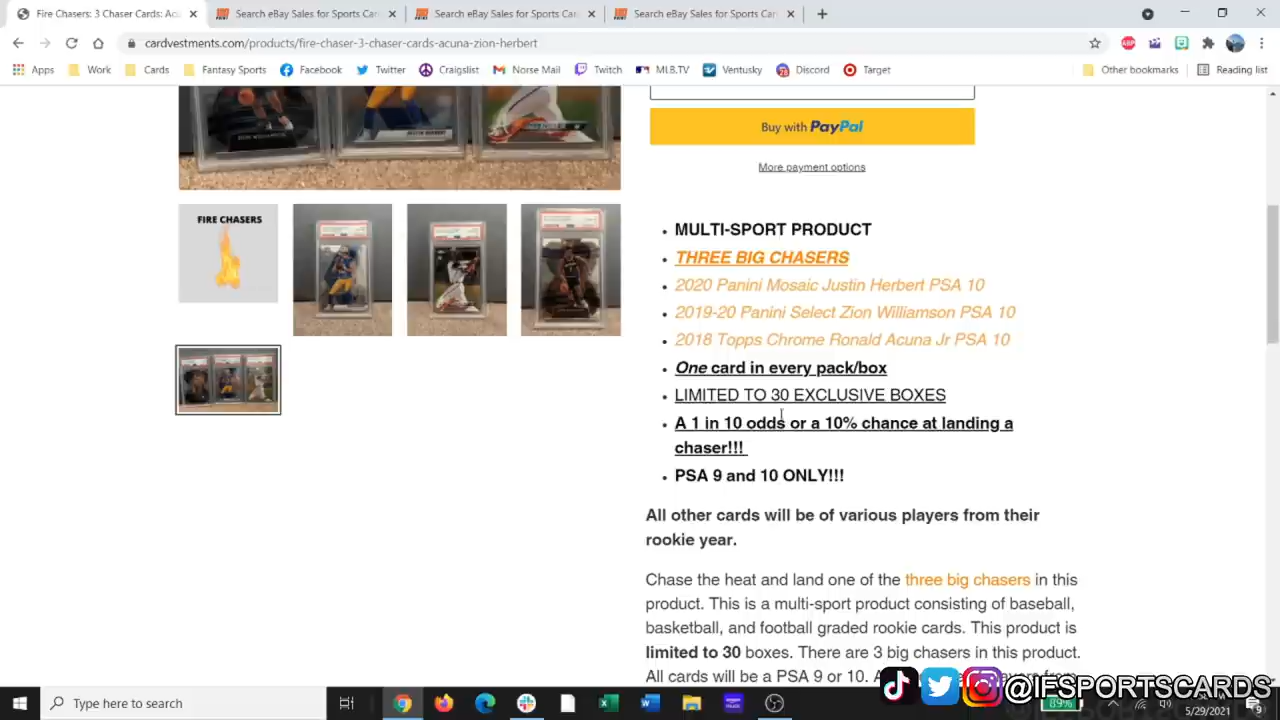 Fire Chasers: 3 Chaser Cards: Ac
Search eBay Sales for Sports Car
Search eBay Sales for Sports Car
Search eBay Sales for Sports Car
cardvestments.com/products/fire-chaser-3-chaser-cards-acuna-zion-herbert
Apps Work Cards Fantasy Sports Facebook Twitter Craigslist Norse Mail Twitch MLB.TV Ventusky Discord Target Other bookmarks Reading list
Buy with PayPal
More payment options
FIRE CHASERS
MULTI-SPORT PRODUCT
THREE BIG CHASERS
2020 Panini Mosaic Justin Herbert PSA 10
2019-20 Panini Select Zion Williamson PSA 10
2018 Topps Chrome Ronald Acuna Jr PSA 10
One card in every pack/box
LIMITED TO 30 EXCLUSIVE BOXES
A 1 in 10 odds or a 10% chance at landing a
chaser!!!
PSA 9 and 10 ONLY!!!
All other cards will be of various players from their
rookie year.
Chase the heat and land one of the three big chasers in this
product. This is a multi-sport product consisting of baseball,
basketball, and football graded rookie cards. This product is
limited to 30 boxes. There are 3 big chasers in this product.
All cards will be a PSA 9 or 10.
@IFSPORTSCARDS
Type here to search
89%
5/29/2021